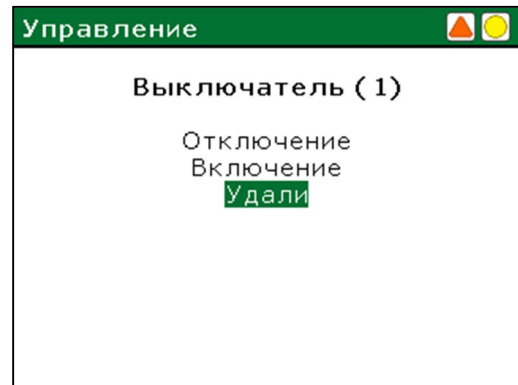 Управление
Выключатель (1)
Отключение
Включение
Удали